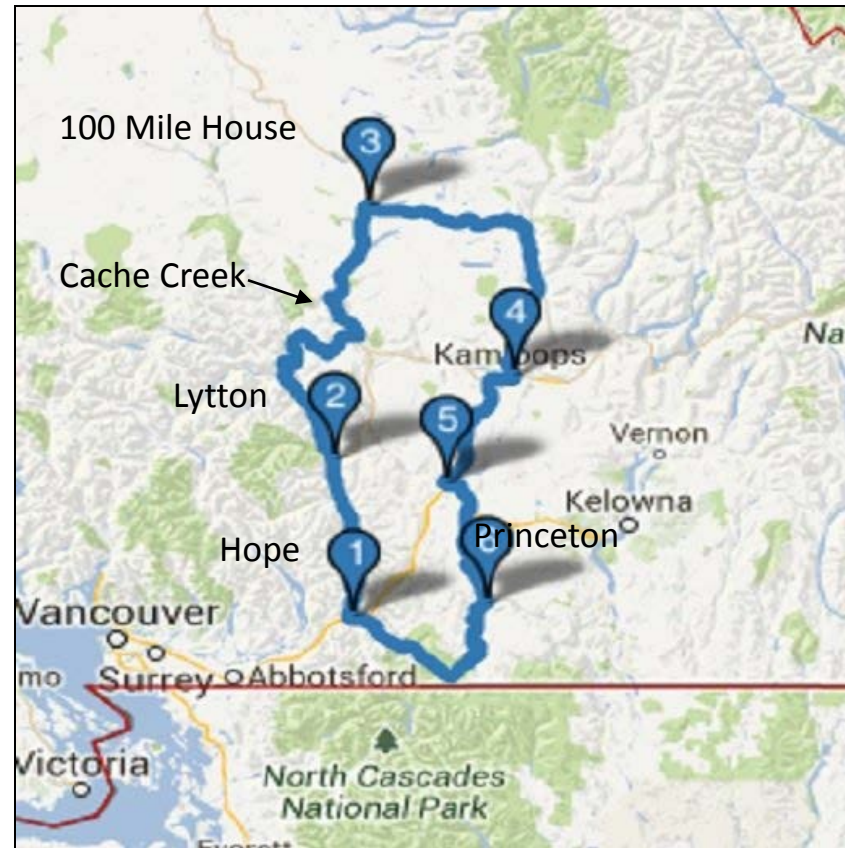 100 Mile House
3
Cache Creek
4
Kamloops
Na
Lytton
2
5
Vernon
Kelowna
Hope
1
Princeton
Vancouver
mo
Surrey
Abbotsford
Victoria
North Cascades
National Park
Everett